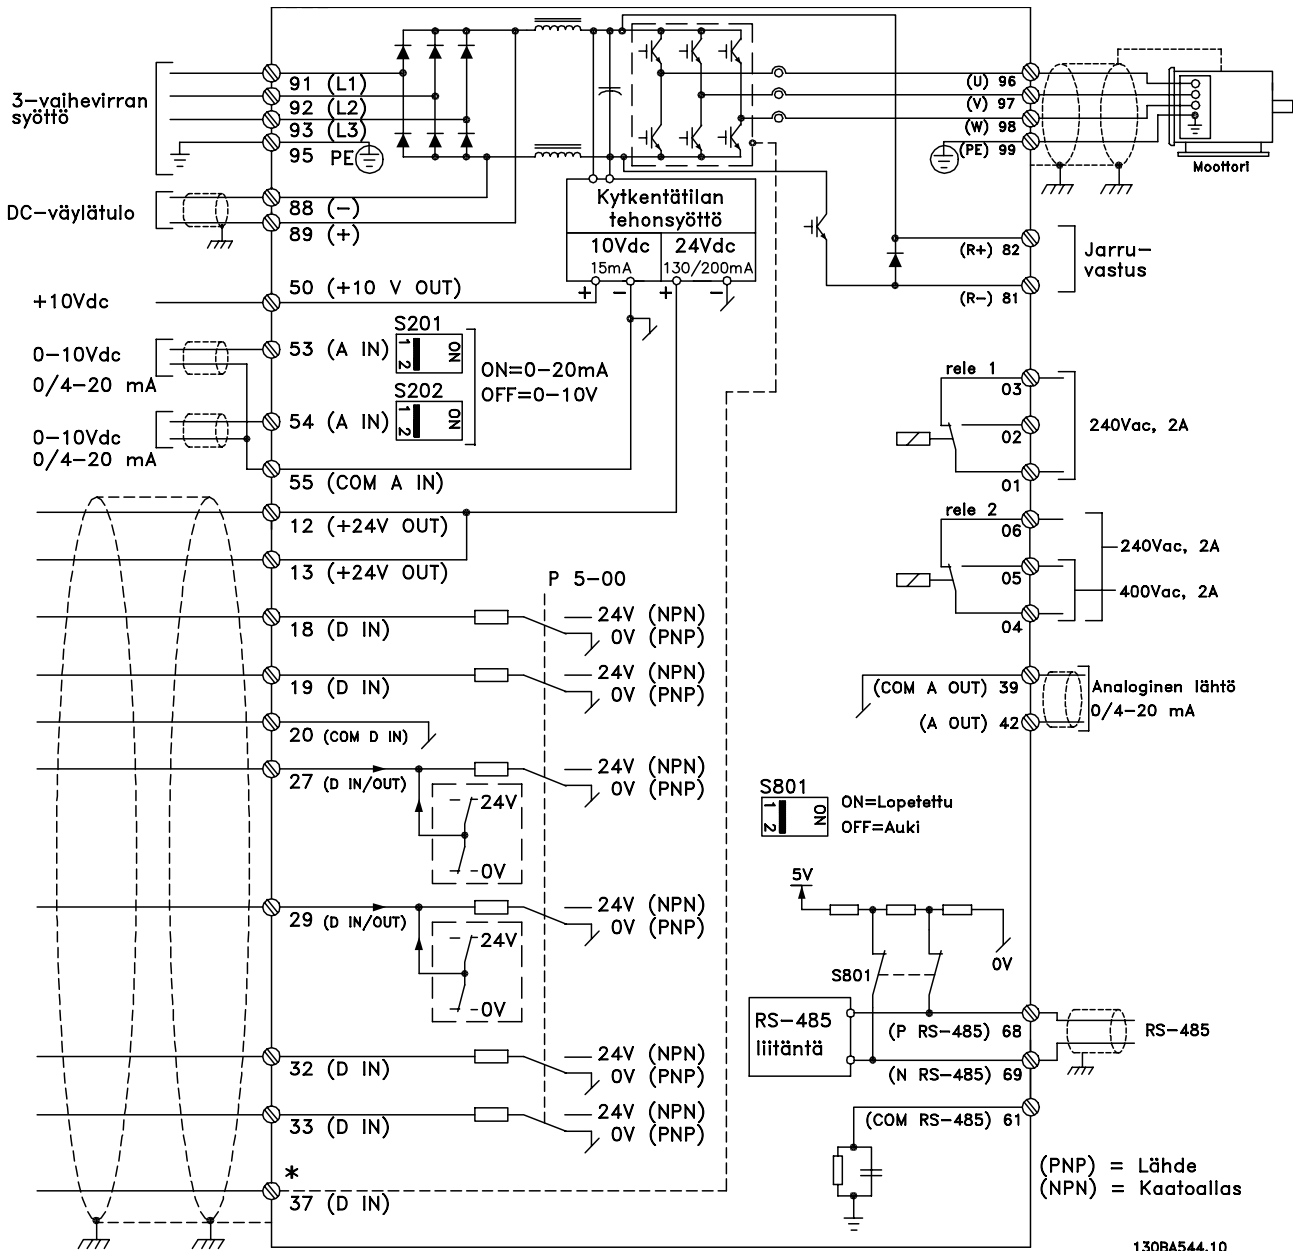 3-vaihevirran
syöttö
91 (L1)
92 (L2)
93 (L3)
95 PE
DC-väylätulo
88 (-)
89 (+)
+10Vdc
50 (+10 V OUT)
0-10Vdc
0/4-20 mA
53 (A IN)
S201
1 2 ON
S202
1 2 ON
ON=0-20mA
OFF=0-10V
0-10Vdc
0/4-20 mA
54 (A IN)
55 (COM A IN)
12 (+24V OUT)
13 (+24V OUT)
P 5-00
18 (D IN)
24V (NPN)
0V (PNP)
19 (D IN)
24V (NPN)
0V (PNP)
20 (COM D IN)
27 (D IN/OUT)
24V (NPN)
0V (PNP)
24V
0V
29 (D IN/OUT)
24V (NPN)
0V (PNP)
24V
0V
32 (D IN)
24V (NPN)
0V (PNP)
33 (D IN)
24V (NPN)
0V (PNP)
*
37 (D IN)
Kytkentätilan
tehonsyöttö
10Vdc
15mA
24Vdc
130/200mA
+ - + -
(U) 96
(V) 97
(W) 98
(PE) 99
Moottori
(R+) 82
(R-) 81
Jarru-
vastus
rele 1
03
02
01
240Vac, 2A
rele 2
06
05
04
240Vac, 2A
400Vac, 2A
(COM A OUT) 39
(A OUT) 42
Analoginen lähtö
0/4-20 mA
S801
1 2 ON
ON=Lopetettu
OFF=Auki
5V
0V
S801
RS-485
liitäntä
(P RS-485) 68
(N RS-485) 69
(COM RS-485) 61
RS-485
(PNP) = Lähde
(NPN) = Kaatoallas
130BA544.10